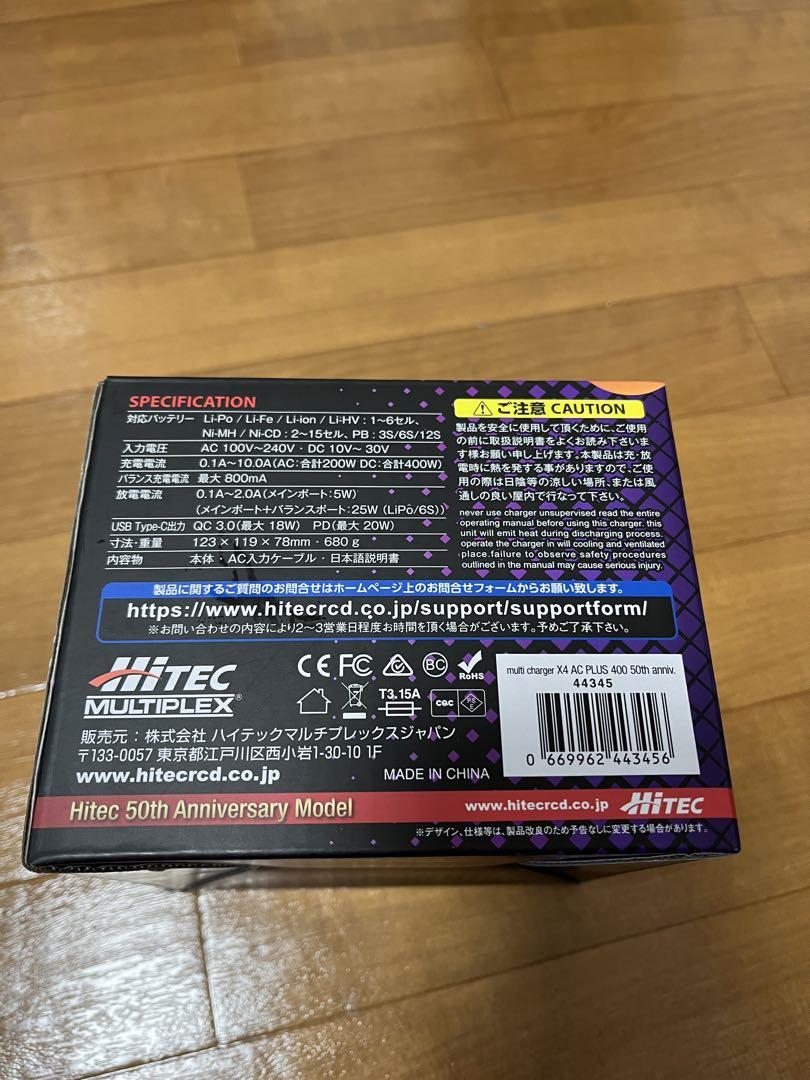 SPECIFICATION
対応バッテリー Li-Po / Li-Fe / Li-ion / Li-HV : 1~6セル、
Ni-MH / Ni-CD : 2~15セル、PB : 3S/6S/12S
入力電圧 AC 100V~240V・DC 10V~ 30V
充電電流 0.1A~10.0A(AC:合計200W DC:合計400W)
バランス充電電流 最大 800mA
放電電流 0.1A~2.0A(メインポート:5W)
(メインポート+バランスポート:25W (LiPo/6S))
USB Type-C出力 QC 3.0(最大 18W) PD(最大 20W)
寸法・重量 123×119×78mm・680 g
内容物 本体・AC入力ケーブル・日本語説明書
ご注意 CAUTION
製品を安全に使用して頂くために、ご使用
の前に取扱説明書をよくお読み下さいま
す様お願い申し上げます。本製品は充・放
電時に熱を発する事がありますので、ご使
用の際は日陰等の涼しい場所、または風
通しの良い屋内で行なって下さい。
never use charger unsupervised read the entire
operating manual before using this charger. this
unit will emit heat during discharging process.
operate the charger in will cooling and ventilated
place.failure to observe safety procedures
outlined in the manual may cause serious injury.
製品に関するご質問のお問合せはホームページ上のお問合せフォームからお願い致します。
https://www.hitecrcd.co.jp/support/supportform/
※お問い合わせの内容により2~3営業日程度お時間を頂く場合がございます。予めご了承下さい。
HiTEC
MULTIPLEX®
CE FC BC RoHS
T3.15A
CQC
multi charger X4 AC PLUS 400 50th anniv.
44345
0 669962 443456
販売元:株式会社 ハイテックマルチプレックスジャパン
〒133-0057 東京都江戸川区西小岩1-30-10 1F
www.hitecrcd.co.jp
MADE IN CHINA
Hitec 50th Anniversary Model
www.hitecrcd.co.jp HiTEC
※デザイン、仕様等は、製品改良のため予告なしに変更する場合があります。